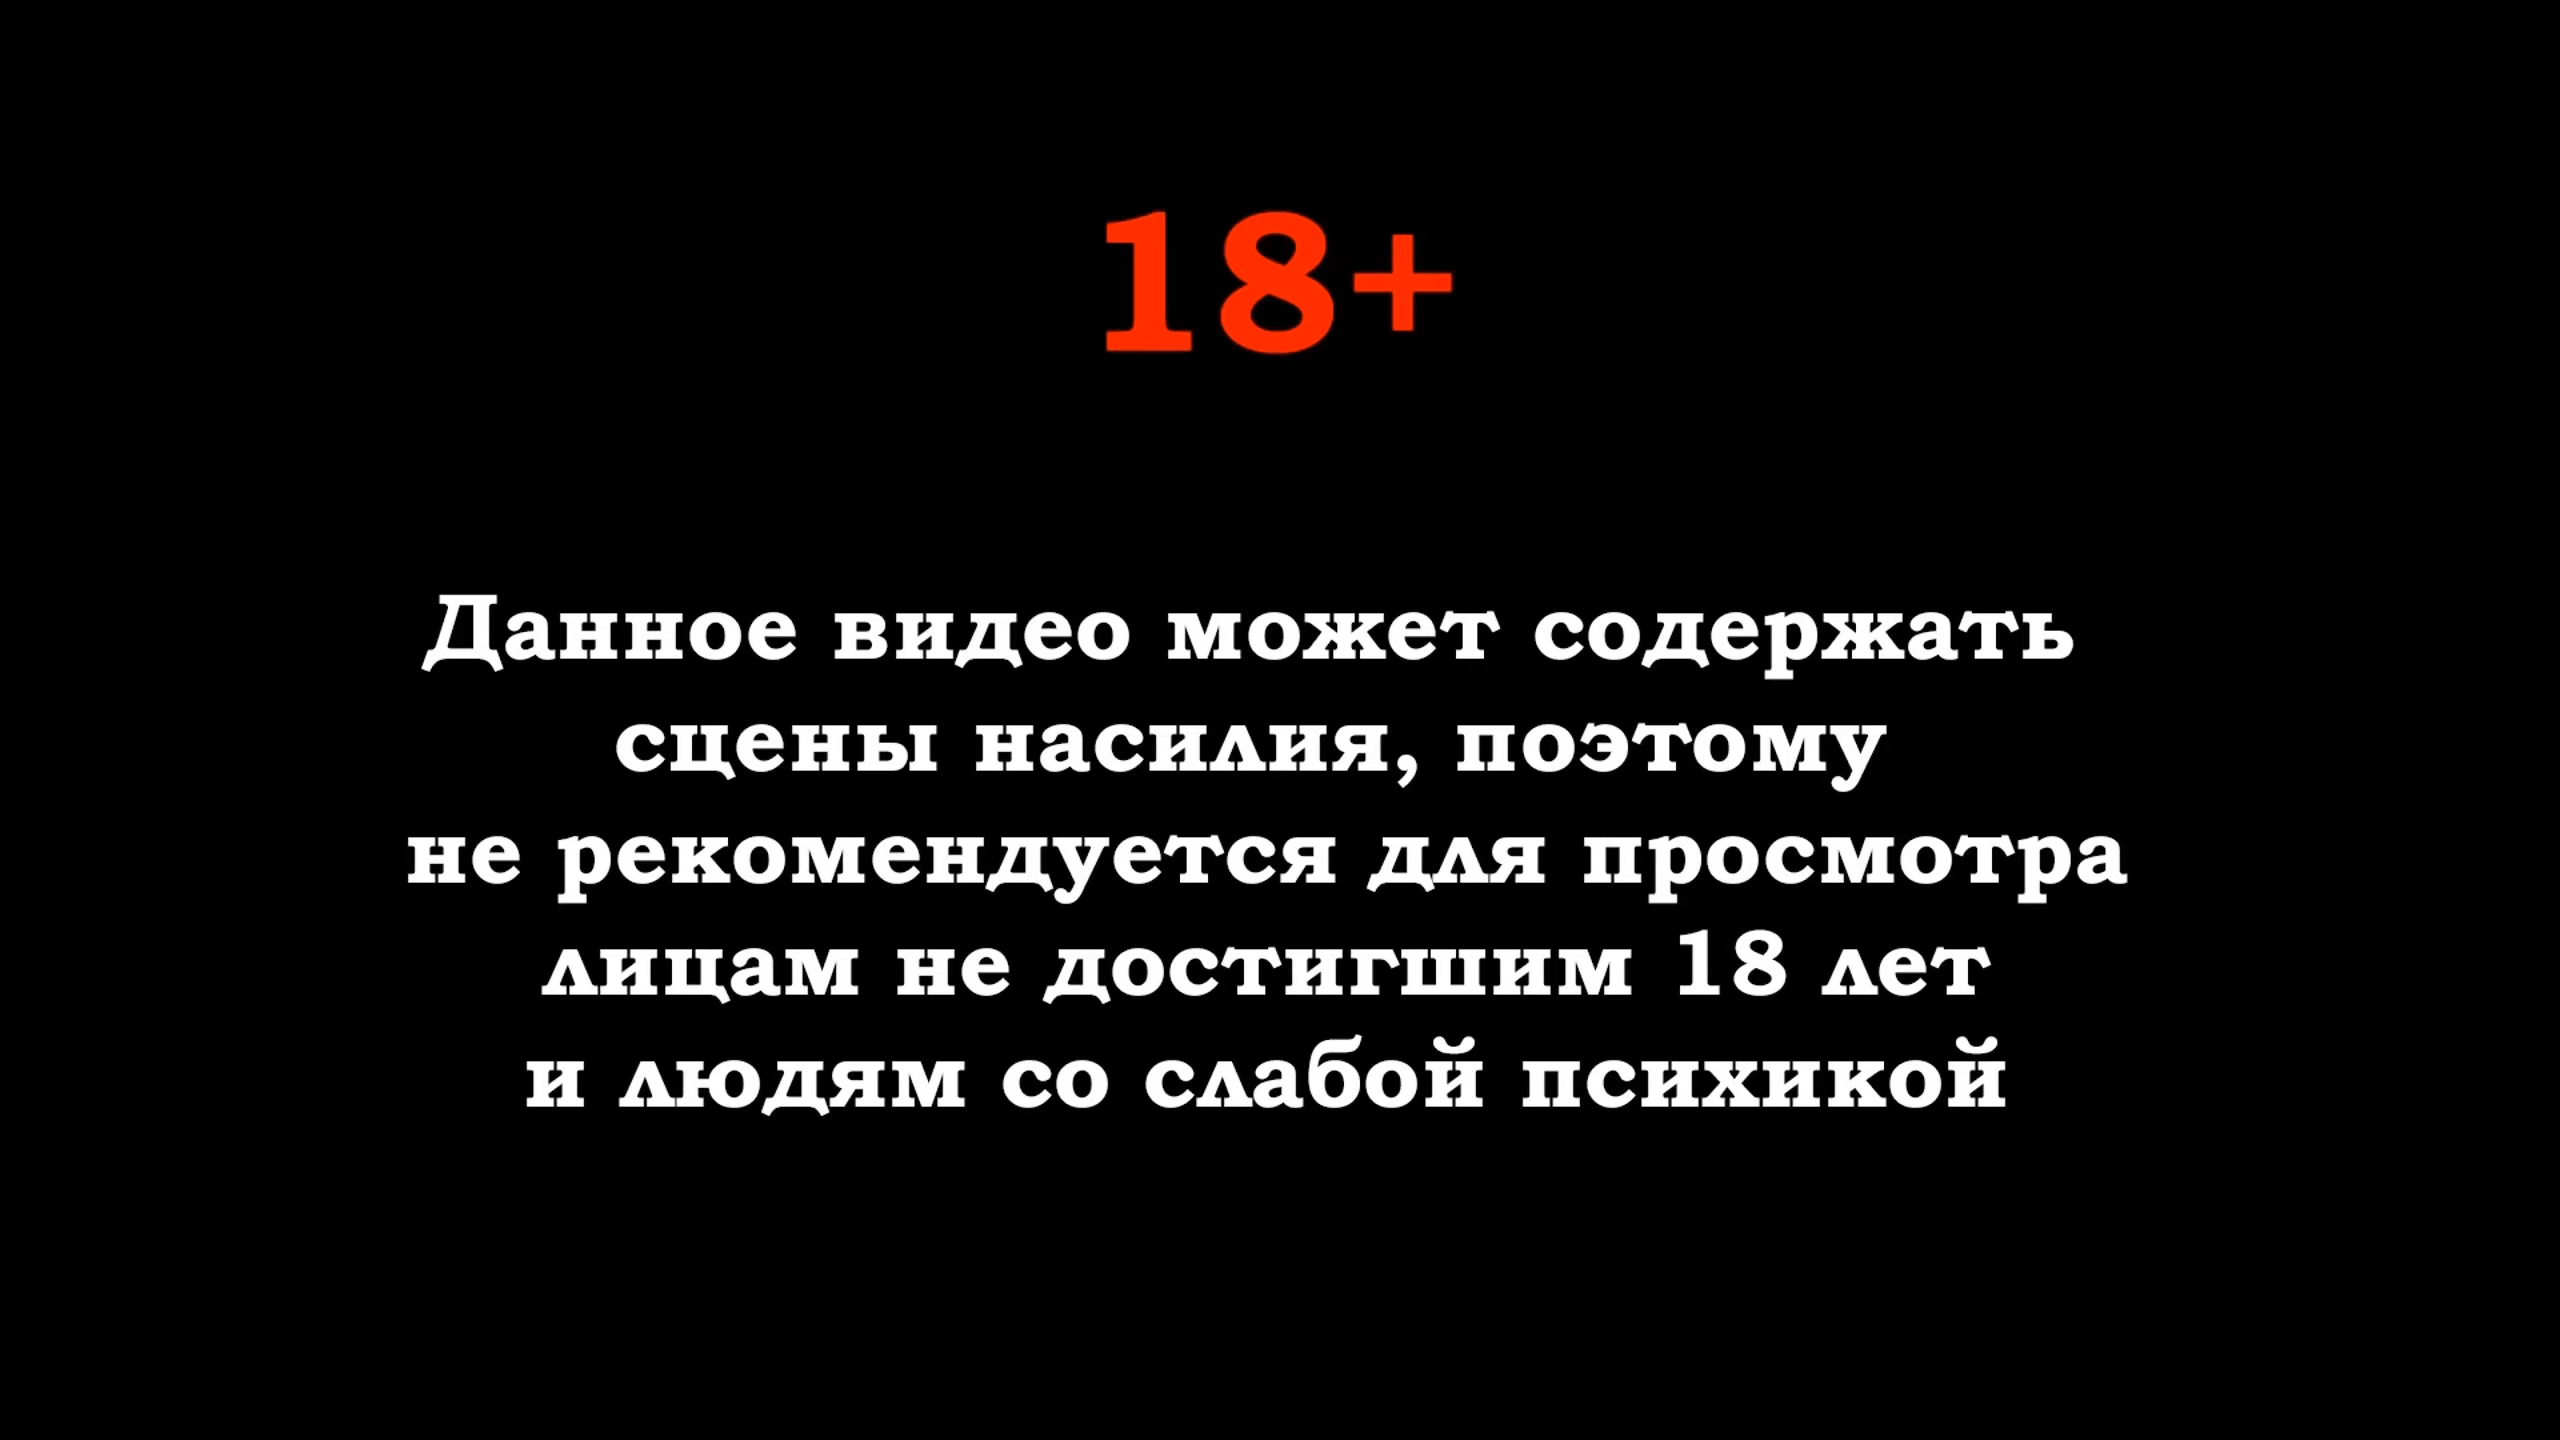 18+
Данное видео может содержать
сцены насилия, поэтому
не рекомендуется для просмотра
лицам не достигшим 18 лет
и людям со слабой психикой